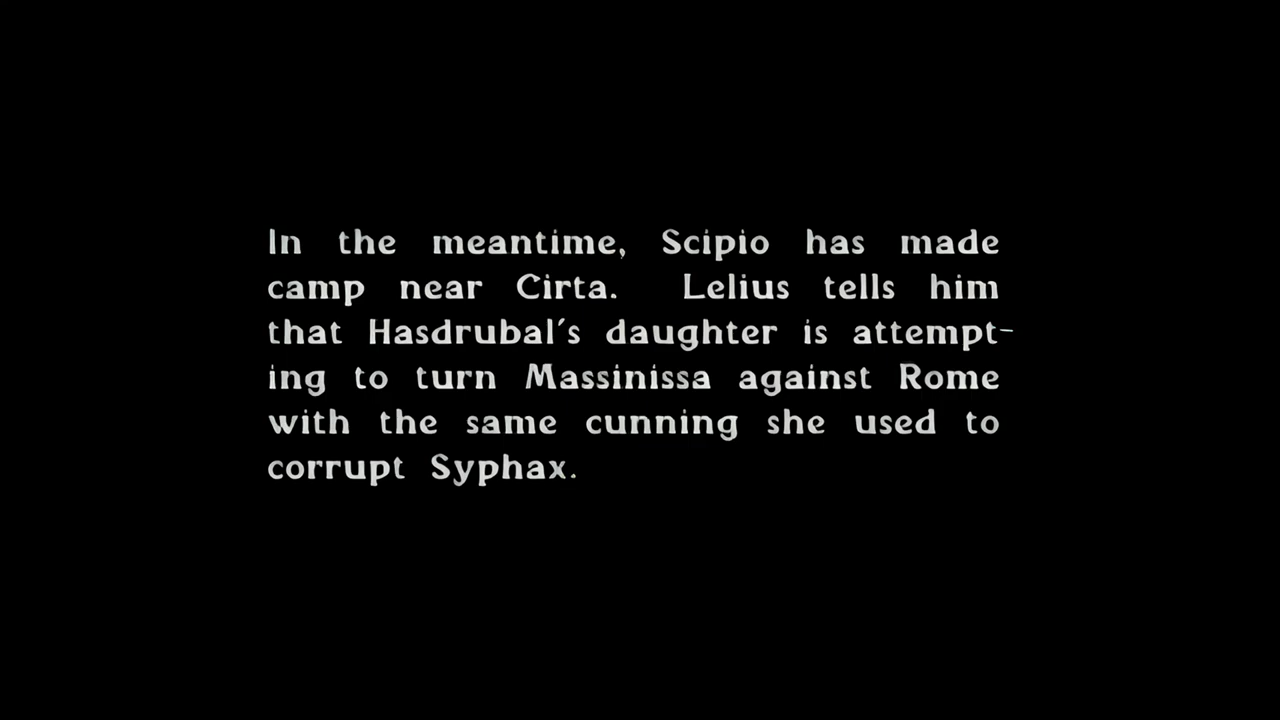 In the meantime, Scipio has made
camp near Cirta. Lelius tells him
that Hasdrubal's daughter is attempt-
ing to turn Massinissa against Rome
with the same cunning she used to
corrupt Syphax.